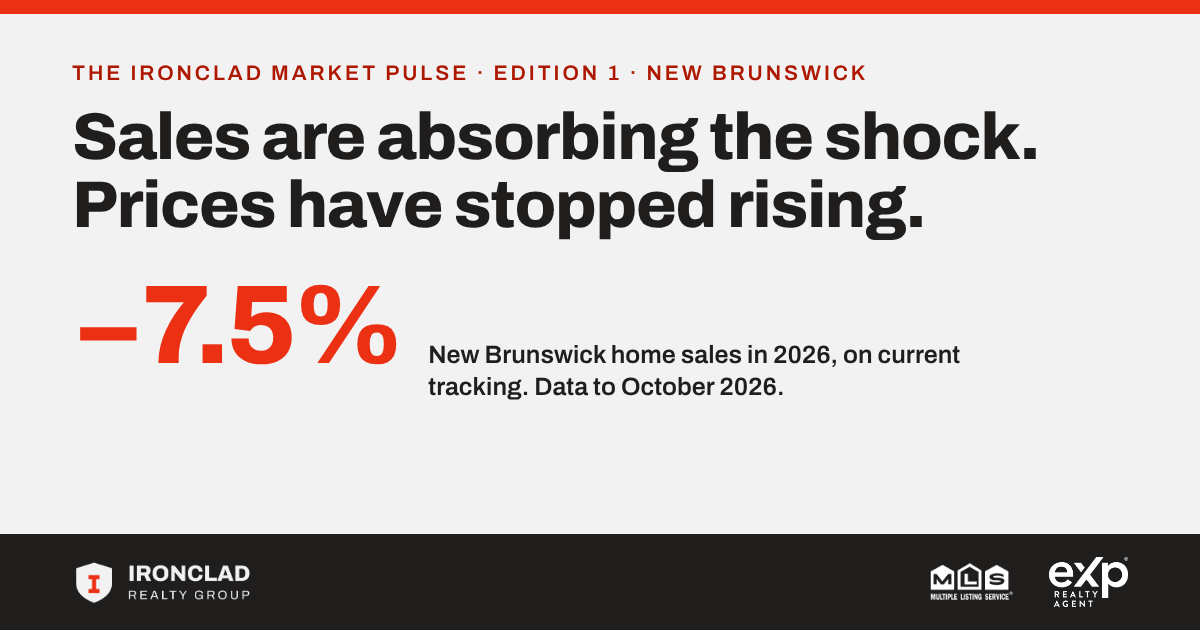 THE IRONCLAD MARKET PULSE · EDITION 1 · NEW BRUNSWICK
Sales are absorbing the shock.
Prices have stopped rising.
–7.5%
New Brunswick home sales in 2026, on current
tracking. Data to October 2026.
I
IRONCLAD
REALTY GROUP
MLS
MULTIPLE LISTING SERVICE®
exp®
REALTY
AGENT